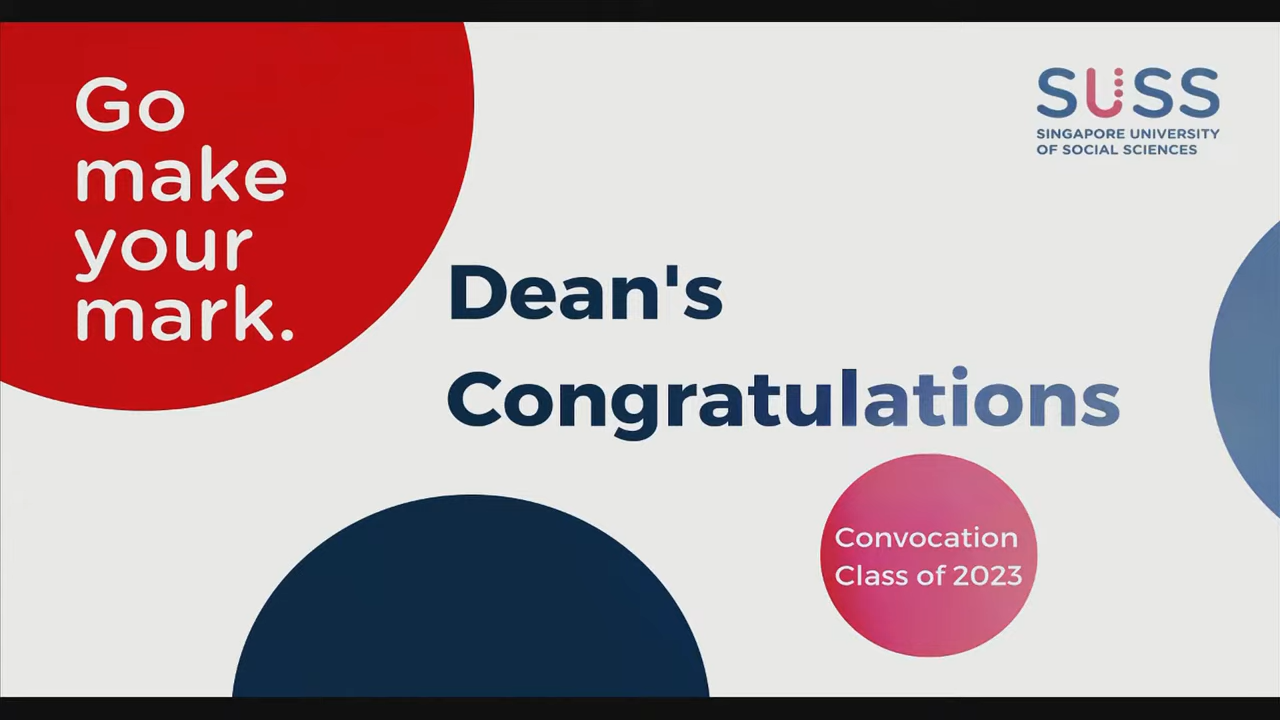 Go
make
your
mark.
SUSS
SINGAPORE UNIVERSITY
OF SOCIAL SCIENCES
Dean's
Congratulations
Convocation
Class of 2023